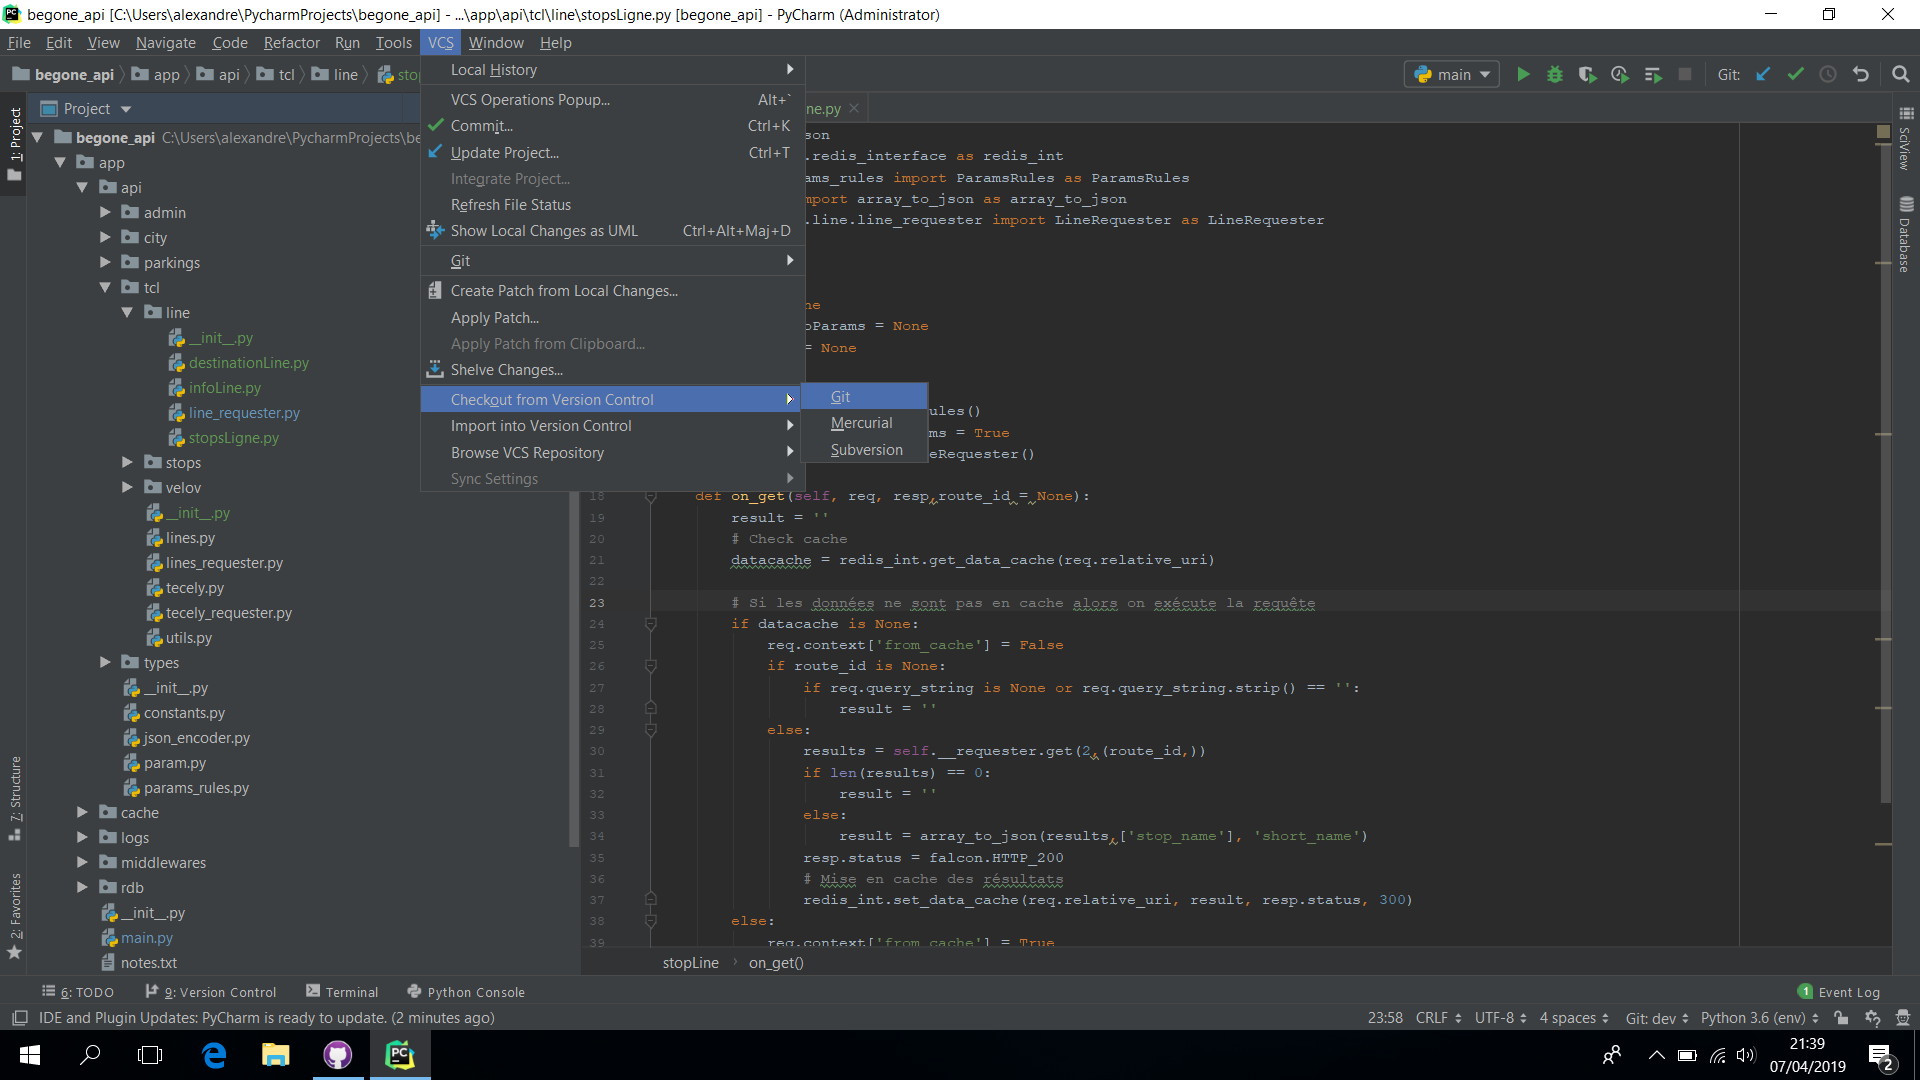 begone_api [C:\Users\alexandre\PycharmProjects\begone_api] - ...\app\api\tcl\line\stopsLigne.py [begone_api] - PyCharm (Administrator)
File Edit View Navigate Code Refactor Run Tools VCS Window Help
begone_api app api tcl line sto
main Git:
Project
1: Project
7: Structure
2: Favorites
begone_api C:\Users\alexandre\PycharmProjects\be
app
api
admin
city
parkings
tcl
line
__init__.py
destinationLine.py
infoLine.py
line_requester.py
stopsLigne.py
stops
velov
__init__.py
lines.py
lines_requester.py
tecely.py
tecely_requester.py
utils.py
types
__init__.py
constants.py
json_encoder.py
param.py
params_rules.py
cache
logs
middlewares
rdb
__init__.py
main.py
notes.txt
Local History
VCS Operations Popup... Alt+`
Commit... Ctrl+K
Update Project... Ctrl+T
Integrate Project...
Refresh File Status
Show Local Changes as UML Ctrl+Alt+Maj+D
Git
Create Patch from Local Changes...
Apply Patch...
Apply Patch from Clipboard...
Shelve Changes...
Checkout from Version Control
Import into Version Control
Browse VCS Repository
Sync Settings
Git
Mercurial
Subversion
ne.py
son
.redis_interface as redis_int
ams_rules import ParamsRules as ParamsRules
mport array_to_json as array_to_json
.line.line_requester import LineRequester as LineRequester
ne
oParams = None
= None
ules()
ms = True
eRequester()
18 def on_get(self, req, resp,route_id = None):
19 result = ''
20 # Check cache
21 datacache = redis_int.get_data_cache(req.relative_uri)
22
23 # Si les données ne sont pas en cache alors on exécute la requête
24 if datacache is None:
25 req.context['from_cache'] = False
26 if route_id is None:
27 if req.query_string is None or req.query_string.strip() == '':
28 result = ''
29 else:
30 results = self.__requester.get(2,(route_id,))
31 if len(results) == 0:
32 result = ''
33 else:
34 result = array_to_json(results,['stop_name'], 'short_name')
35 resp.status = falcon.HTTP_200
36 # Mise en cache des résultats
37 redis_int.set_data_cache(req.relative_uri, result, resp.status, 300)
38 else:
39 req.context['from_cache'] = True
stopLine on_get()
SciView
Database
6: TODO 9: Version Control Terminal Python Console 1 Event Log
IDE and Plugin Updates: PyCharm is ready to update. (2 minutes ago) 23:58 CRLF UTF-8 4 spaces Git: dev Python 3.6 (env)
21:39
07/04/2019
2